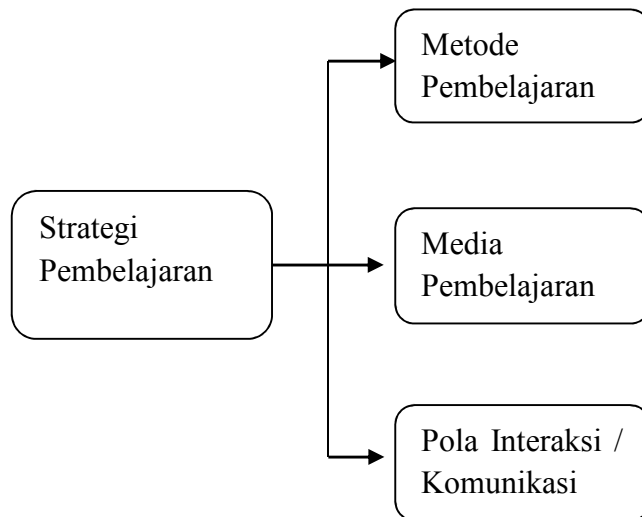 Metode
Pembelajaran
Strategi
Pembelajaran
Media
Pembelajaran
Pola Interaksi /
Komunikasi